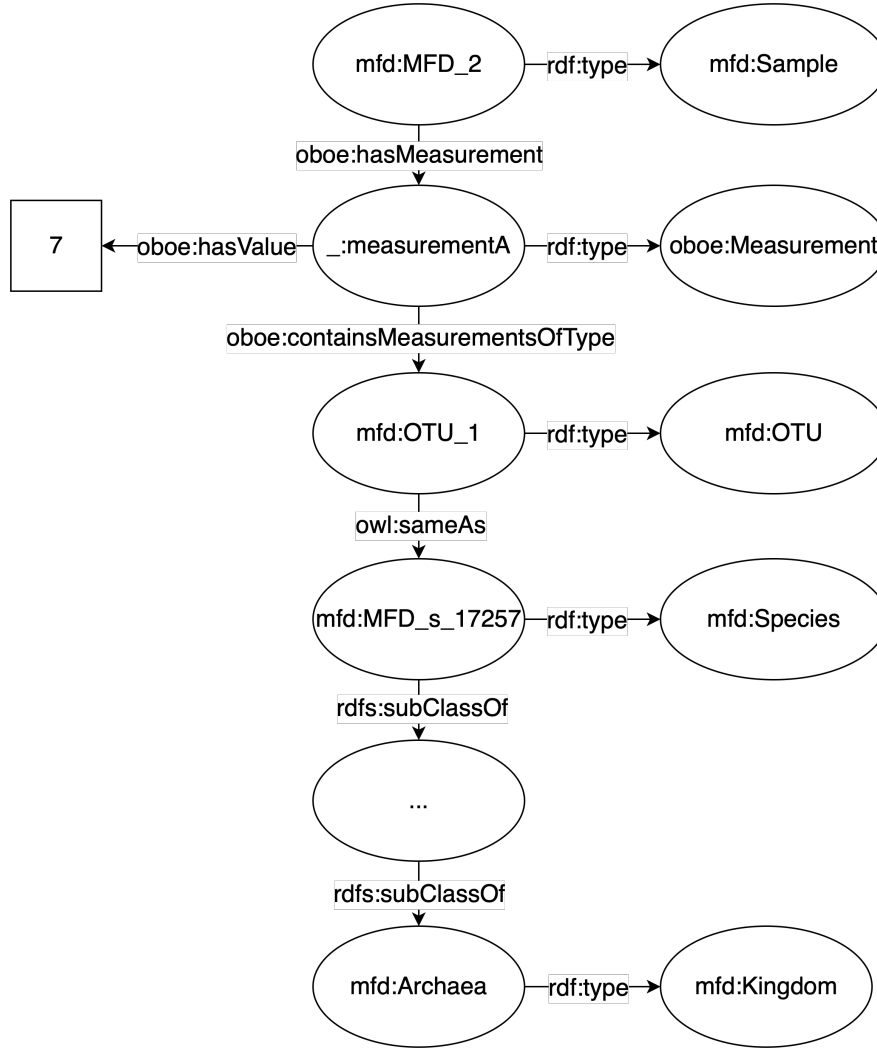 mfd:MFD_2
rdf:type
mfd:Sample
oboe:hasMeasurement
7
oboe:hasValue
_:measurementA
rdf:type
oboe:Measurement
oboe:containsMeasurementsOfType
mfd:OTU_1
rdf:type
mfd:OTU
owl:sameAs
mfd:MFD_s_17257
rdf:type
mfd:Species
rdfs:subClassOf
...
rdfs:subClassOf
mfd:Archaea
rdf:type
mfd:Kingdom